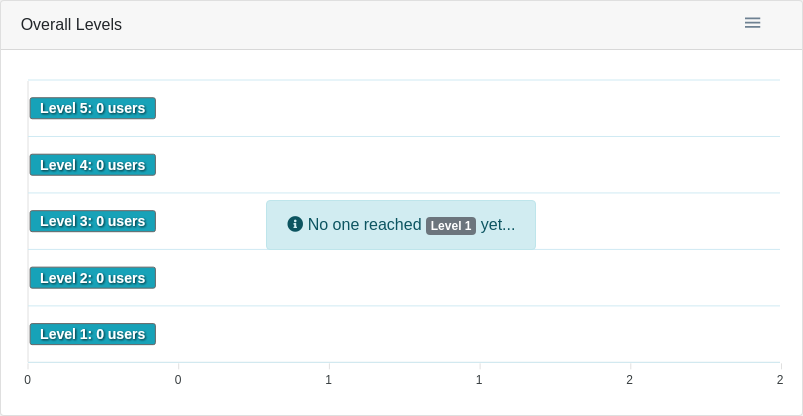 Overall Levels
Level 5: 0 users
Level 4: 0 users
Level 3: 0 users
No one reached Level 1 yet...
Level 2: 0 users
Level 1: 0 users
0 0 1 1 2 2